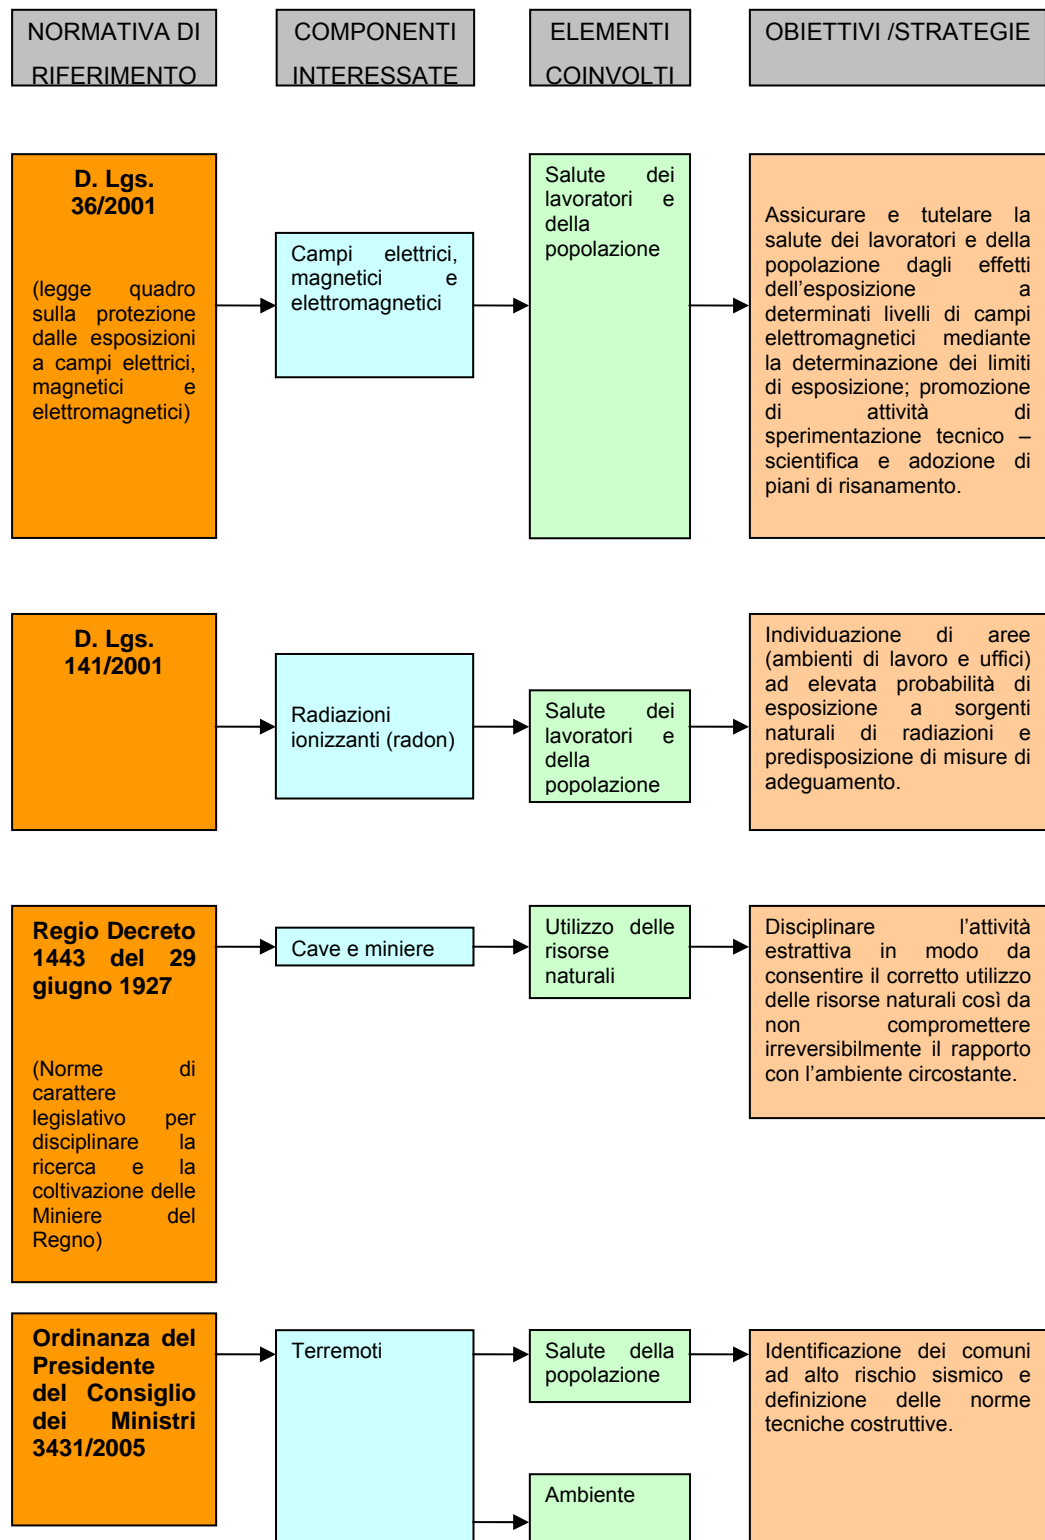 NORMATIVA DI
RIFERIMENTO
COMPONENTI
INTERESSATE
ELEMENTI
COINVOLTI
OBIETTIVI /STRATEGIE
D. Lgs.
36/2001
(legge quadro
sulla protezione
dalle esposizioni
a campi elettrici,
magnetici e
elettromagnetici)
Campi elettrici,
magnetici e
elettromagnetici
Salute dei
lavoratori e
della
popolazione
Assicurare e tutelare la
salute dei lavoratori e della
popolazione dagli effetti
dell’esposizione a
determinati livelli di campi
elettromagnetici mediante
la determinazione dei limiti
di esposizione; promozione
di attività di
sperimentazione tecnico –
scientifica e adozione di
piani di risanamento.
D. Lgs.
141/2001
Radiazioni
ionizzanti (radon)
Salute dei
lavoratori e
della
popolazione
Individuazione di aree
(ambienti di lavoro e uffici)
ad elevata probabilità di
esposizione a sorgenti
naturali di radiazioni e
predisposizione di misure di
adeguamento.
Regio Decreto
1443 del 29
giugno 1927
(Norme di
carattere
legislativo per
disciplinare la
ricerca e la
coltivazione delle
Miniere del
Regno)
Cave e miniere
Utilizzo delle
risorse
naturali
Disciplinare l’attività
estrattiva in modo da
consentire il corretto utilizzo
delle risorse naturali così da
non compromettere
irreversibilmente il rapporto
con l’ambiente circostante.
Ordinanza del
Presidente
del Consiglio
dei Ministri
3431/2005
Terremoti
Salute della
popolazione
Ambiente
Identificazione dei comuni
ad alto rischio sismico e
definizione delle norme
tecniche costruttive.